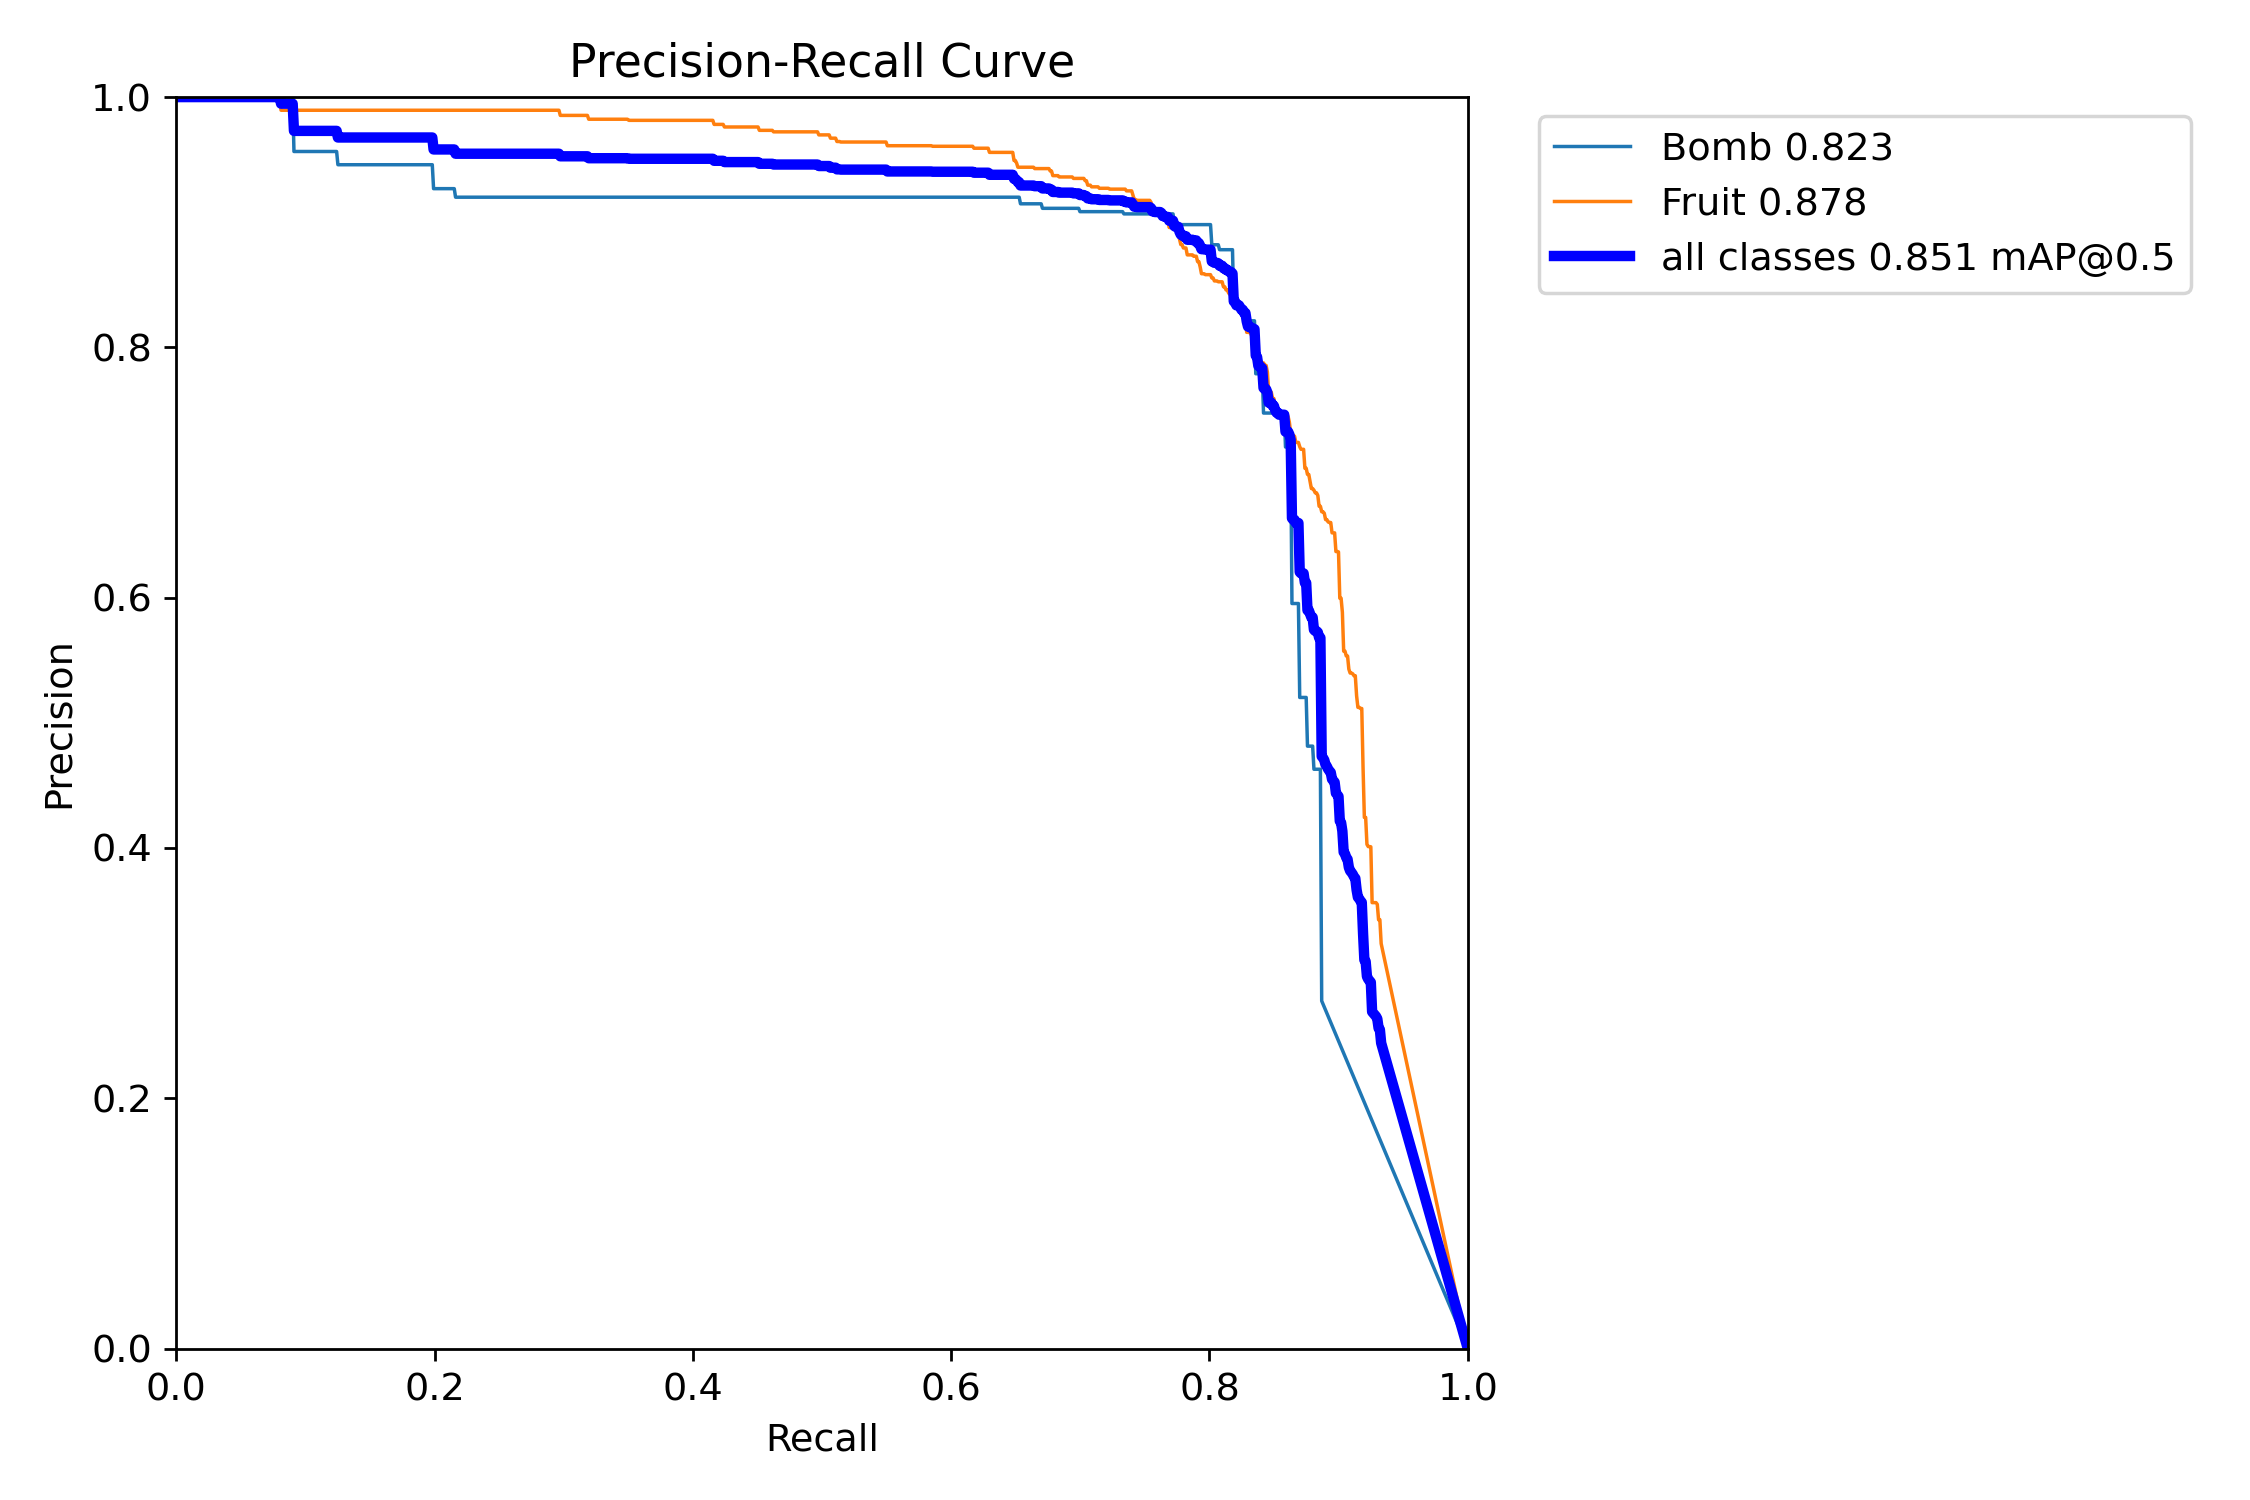 Precision-Recall Curve
1.0
0.8
0.6
0.4
0.2
0.0
Precision
0.0 0.2 0.4 0.6 0.8 1.0
Recall
Bomb 0.823
Fruit 0.878
all classes 0.851 mAP@0.5